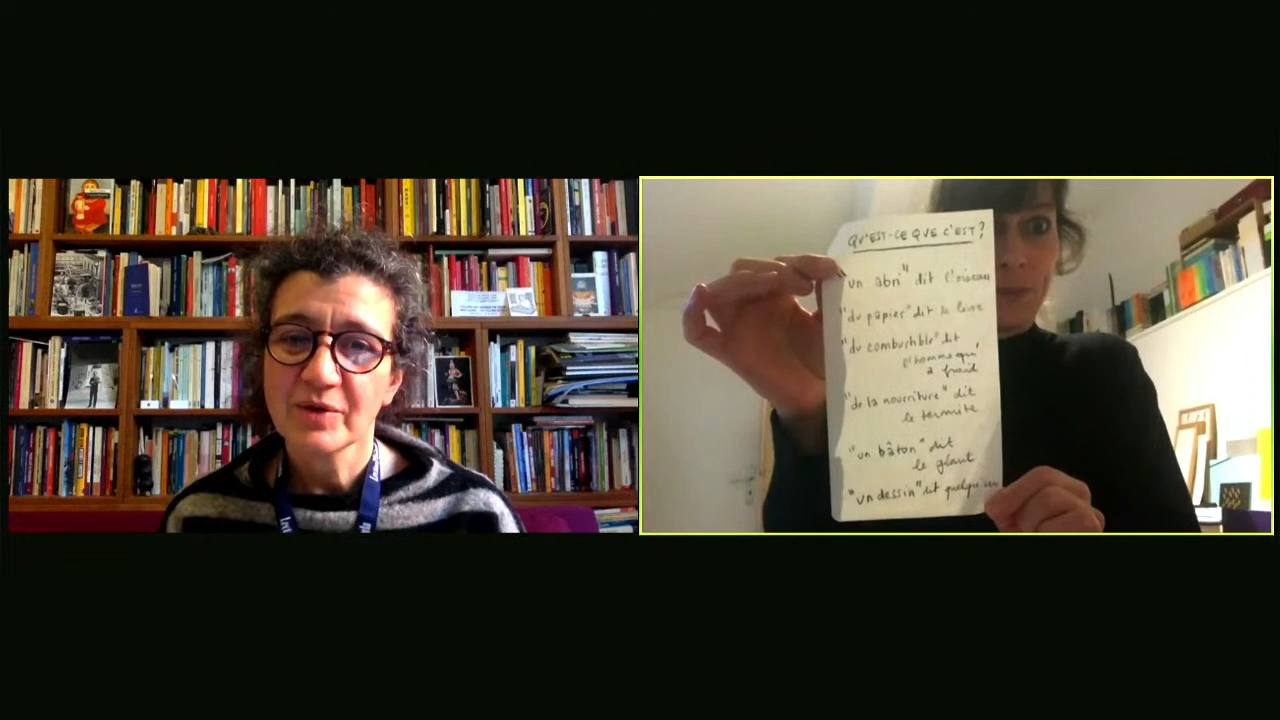 QU'EST-CE QUE C'EST?
"un abri" dit l'oiseau
"du papier" dit le livre
"du combustible" dit
l'homme qui
a froid
"de la nourriture" dit
le termite
"un bâton" dit
le géant
"un dessin" dit quelqu'un